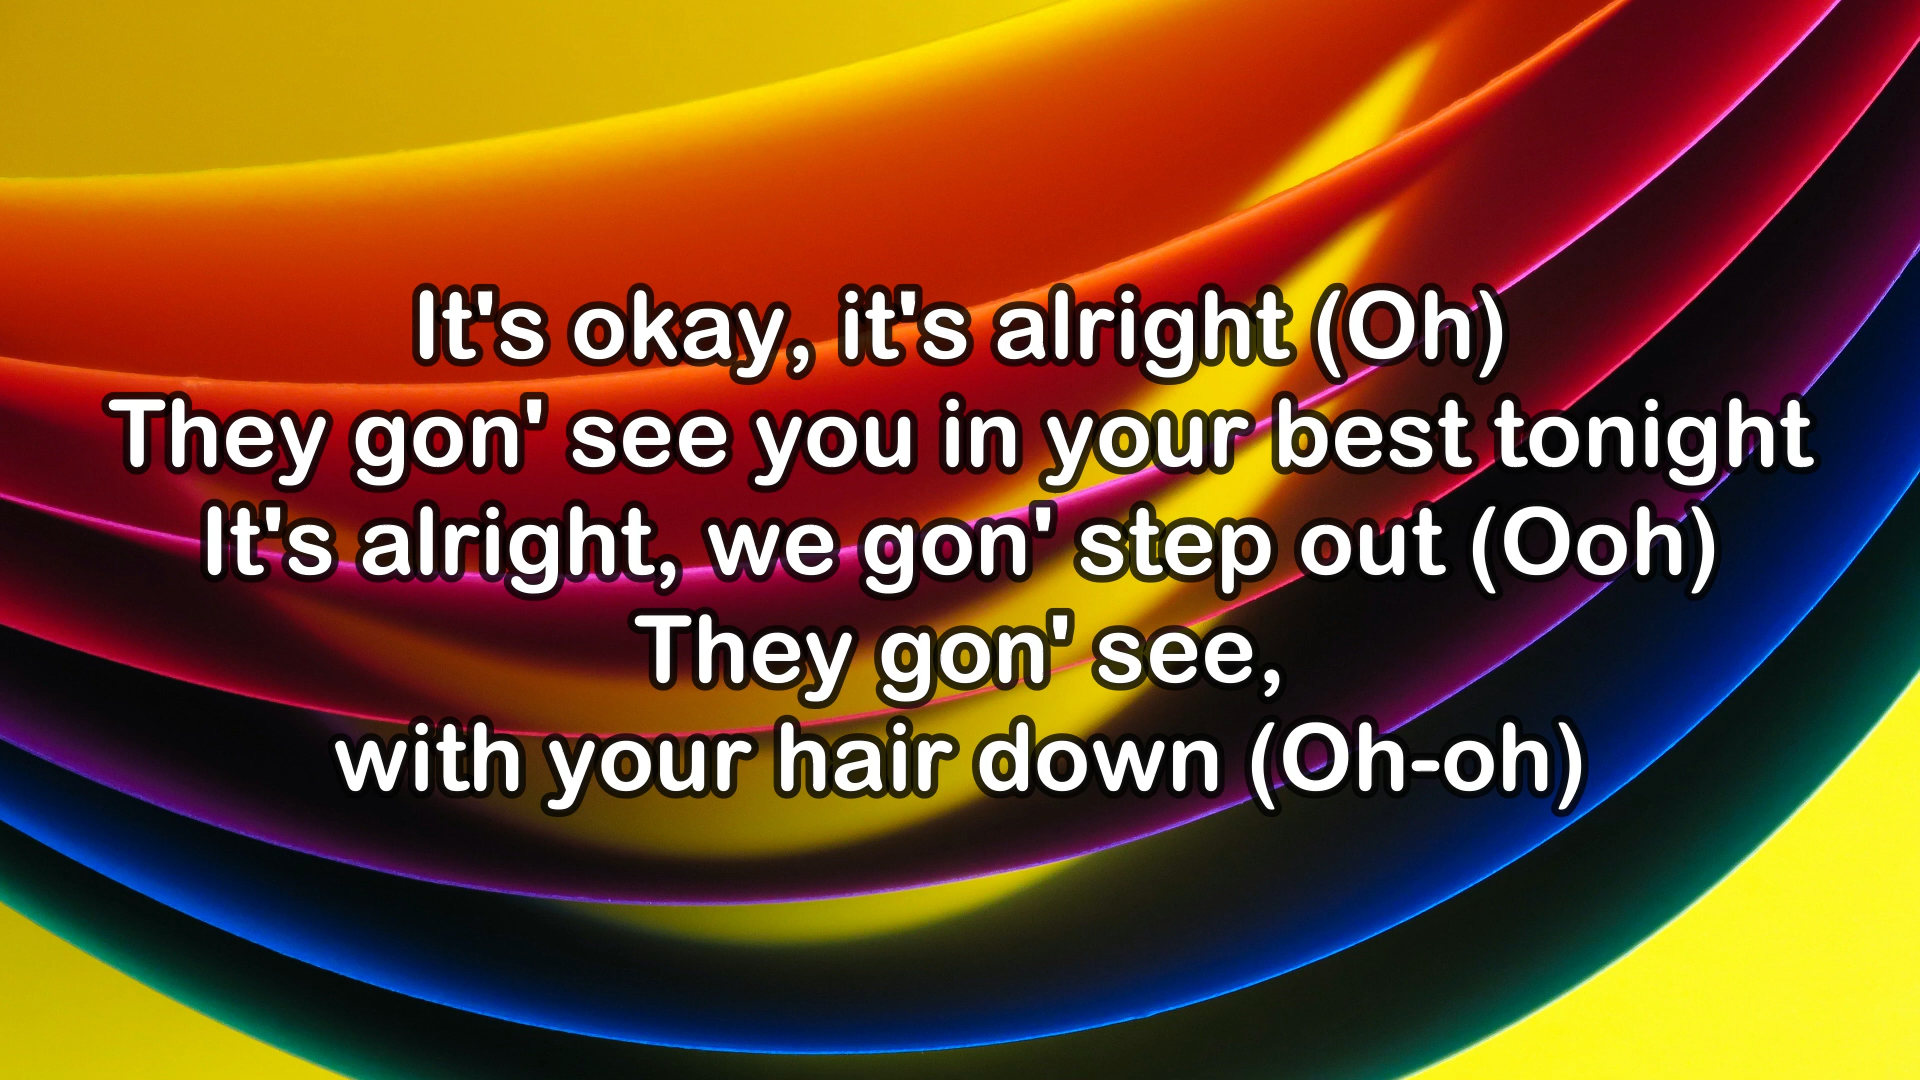 It's okay, it's alright (Oh)
They gon' see you in your best tonight
It's alright, we gon' step out (Ooh)
They gon' see,
with your hair down (Oh-oh)